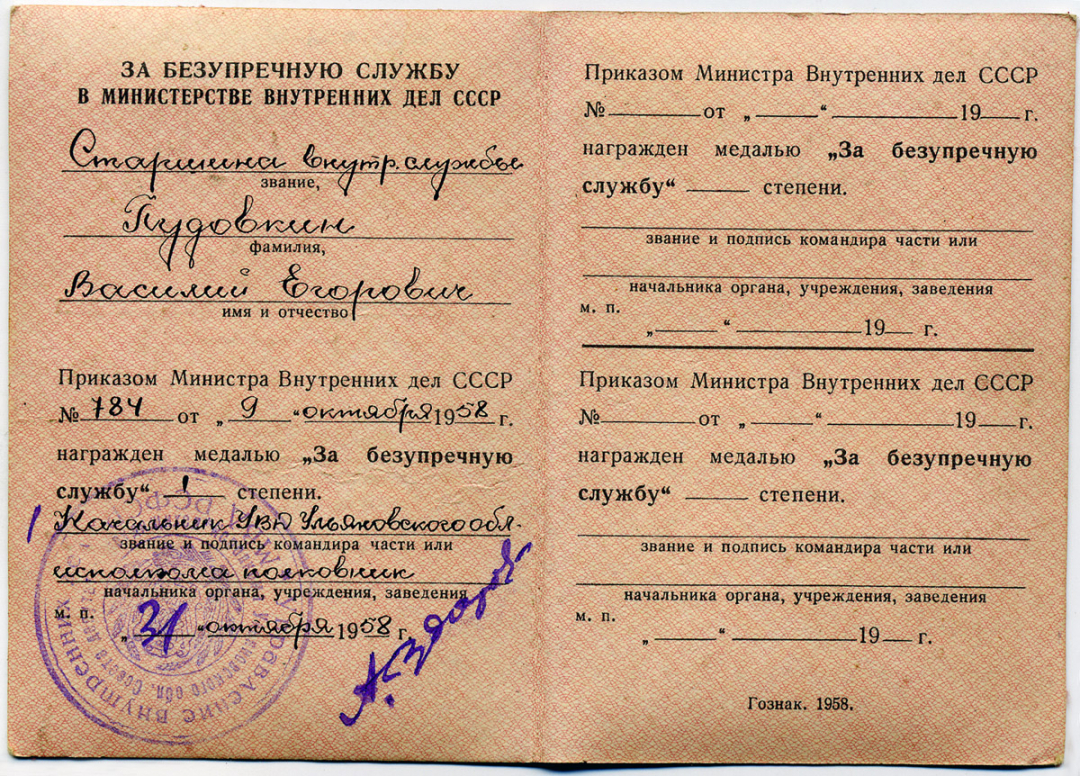 ЗА БЕЗУПРЕЧНУЮ СЛУЖБУ
В МИНИСТЕРСТВЕ ВНУТРЕННИХ ДЕЛ СССР
Старшина внутр. службы
звание,
Пудовкин
фамилия,
Василий Егорович
имя и отчество
Приказом Министра Внутренних дел СССР
№ 784 от „ 9 “ октября 1958 г.
награжден медалью „За безупречную
службу“ I степени.
Начальник УВД Ульяновского обл-
звание и подпись командира части или
исполкома полковник
начальника органа, учреждения, заведения
м. п.
„ 31 “ октября 1958 г.
Приказом Министра Внутренних дел СССР
№ от „ “ 19 г.
награжден медалью „За безупречную
службу“ степени.
звание и подпись командира части или
начальника органа, учреждения, заведения
м. п.
„ “ 19 г.
Приказом Министра Внутренних дел СССР
№ от „ “ 19 г.
награжден медалью „За безупречную
службу“ степени.
звание и подпись командира части или
начальника органа, учреждения, заведения
м. п.
„ “ 19 г.
Гознак. 1958.